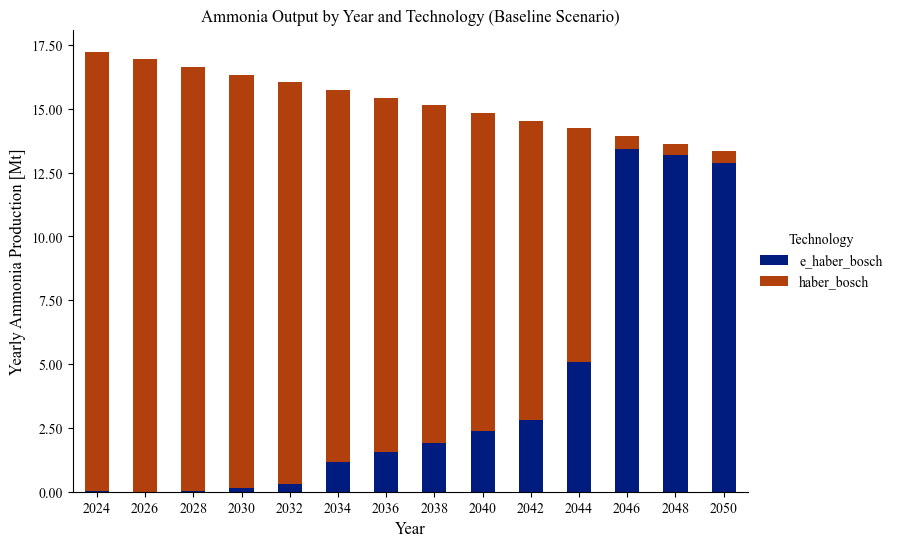 Ammonia Output by Year and Technology (Baseline Scenario)
Yearly Ammonia Production [Mt]
17.50
15.00
12.50
10.00
7.50
5.00
2.50
0.00
2024 2026 2028 2030 2032 2034 2036 2038 2040 2042 2044 2046 2048 2050
Year
Technology
e_haber_bosch
haber_bosch